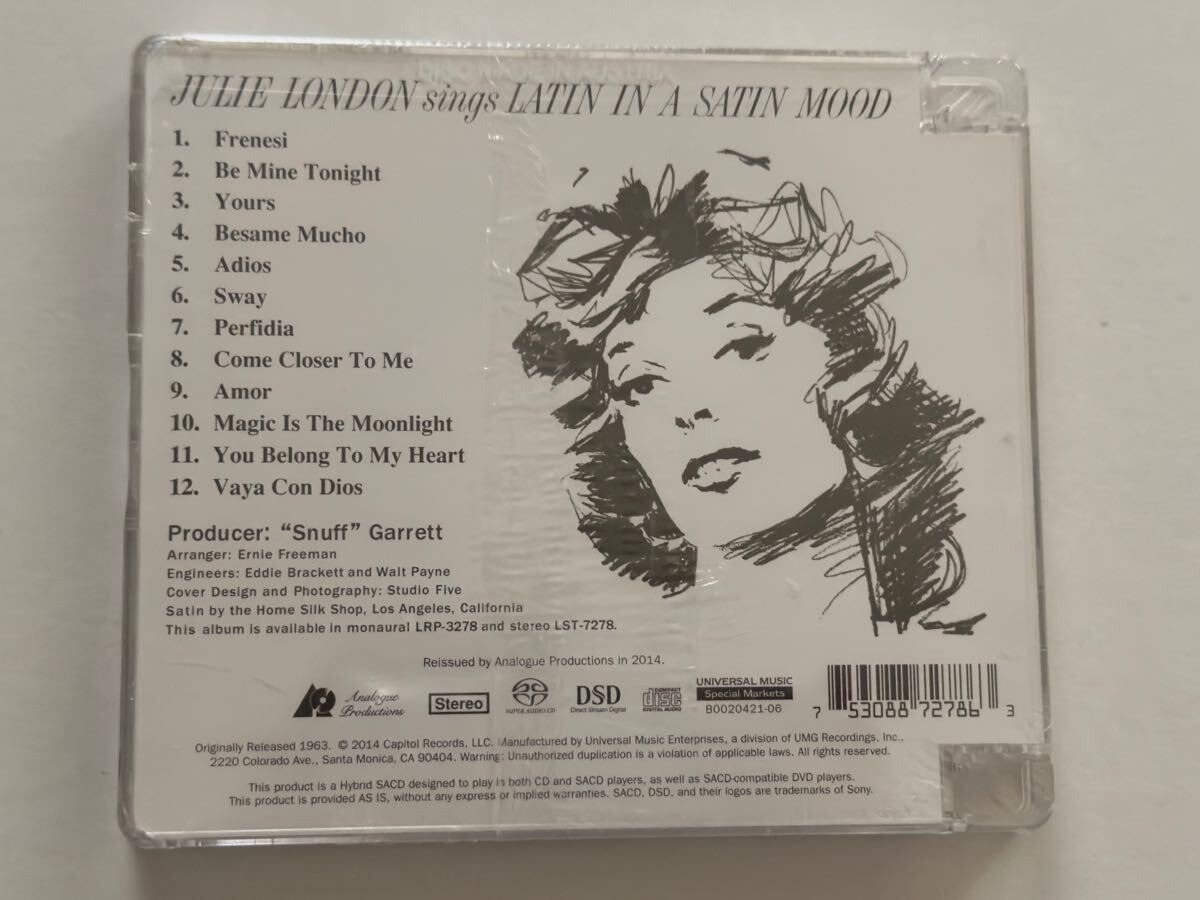 JULIE LONDON sings LATIN IN A SATIN MOOD
1. Frenesi
2. Be Mine Tonight
3. Yours
4. Besame Mucho
5. Adios
6. Sway
7. Perfidia
8. Come Closer To Me
9. Amor
10. Magic Is The Moonlight
11. You Belong To My Heart
12. Vaya Con Dios
Producer: “Snuff” Garrett
Arranger: Ernie Freeman
Engineers: Eddie Brackett and Walt Payne
Cover Design and Photography: Studio Five
Satin by the Home Silk Shop, Los Angeles, California
This album is available in monaural LRP-3278 and stereo LST-7278.
Reissued by Analogue Productions in 2014.
Analogue Productions
Stereo
SUPER AUDIO CD
DSD
Direct Stream Digital
COMPACT disc DIGITAL AUDIO
UNIVERSAL MUSIC
Special Markets
B0020421-06
7 53088 72786 3
Originally Released 1963. © 2014 Capitol Records, LLC. Manufactured by Universal Music Enterprises, a division of UMG Recordings, Inc.,
2220 Colorado Ave., Santa Monica, CA 90404. Warning: Unauthorized duplication is a violation of applicable laws. All rights reserved.
This product is a Hybrid SACD designed to play in both CD and SACD players, as well as SACD-compatible DVD players.
This product is provided AS IS, without any express or implied warranties. SACD, DSD, and their logos are trademarks of Sony.